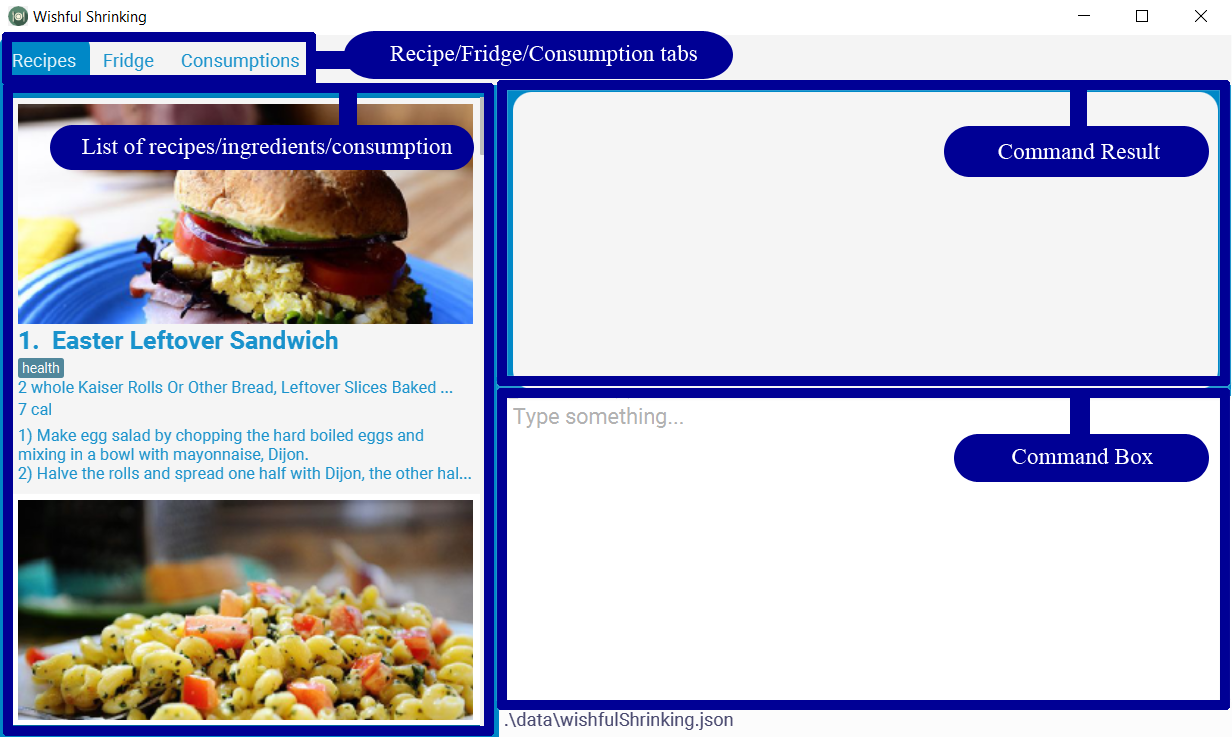 Wishful Shrinking
Recipes Fridge Consumptions
Recipe/Fridge/Consumption tabs
List of recipes/ingredients/consumption
1. Easter Leftover Sandwich
health
2 whole Kaiser Rolls Or Other Bread, Leftover Slices Baked ...
7 cal
1) Make egg salad by chopping the hard boiled eggs and
mixing in a bowl with mayonnaise, Dijon.
2) Halve the rolls and spread one half with Dijon, the other hal...
Command Result
Type something...
Command Box
.\data\wishfulShrinking.json